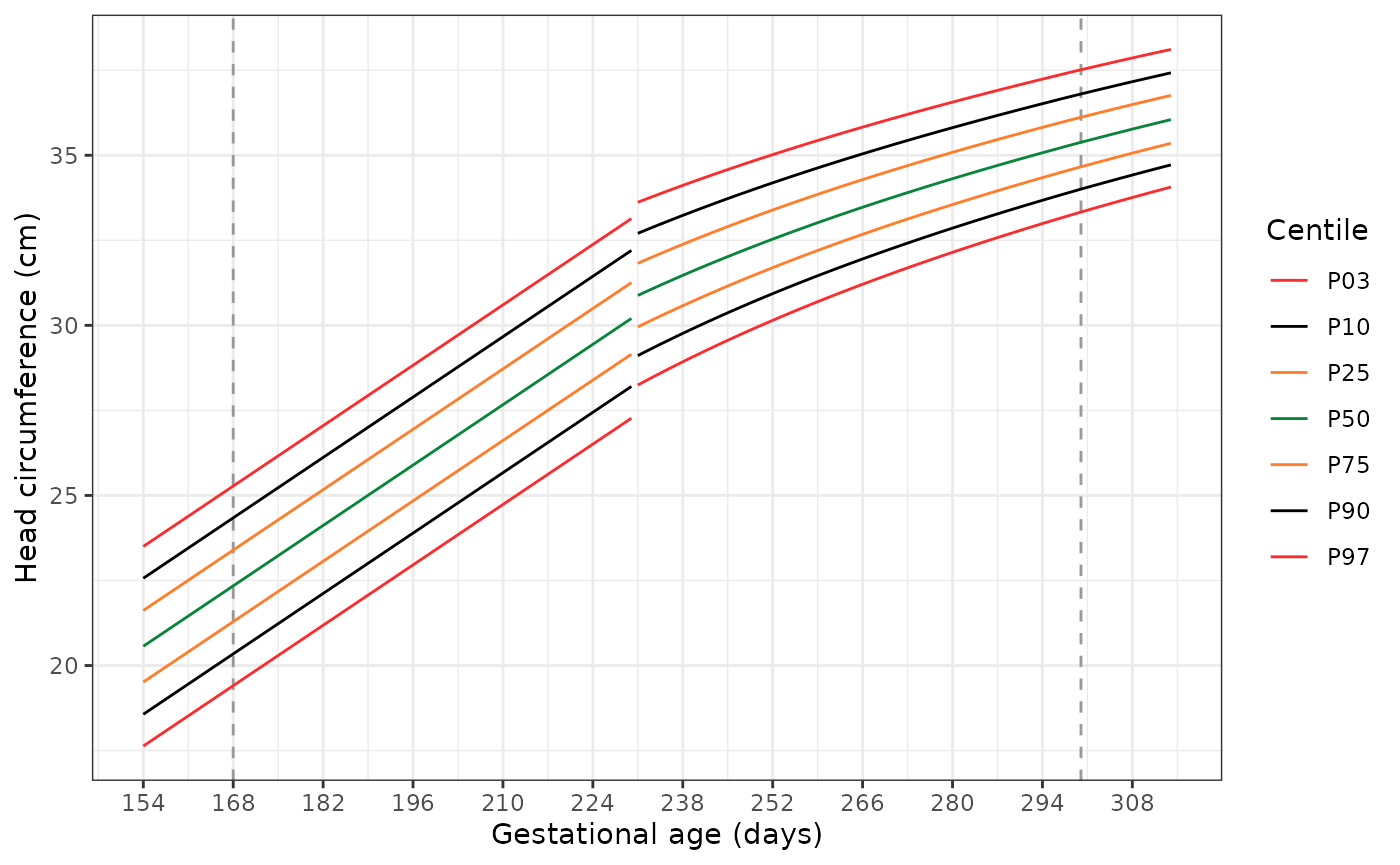 Head circumference (cm)
35
30
25
20
154 168 182 196 210 224 238 252 266 280 294 308
Gestational age (days)
Centile
P03
P10
P25
P50
P75
P90
P97